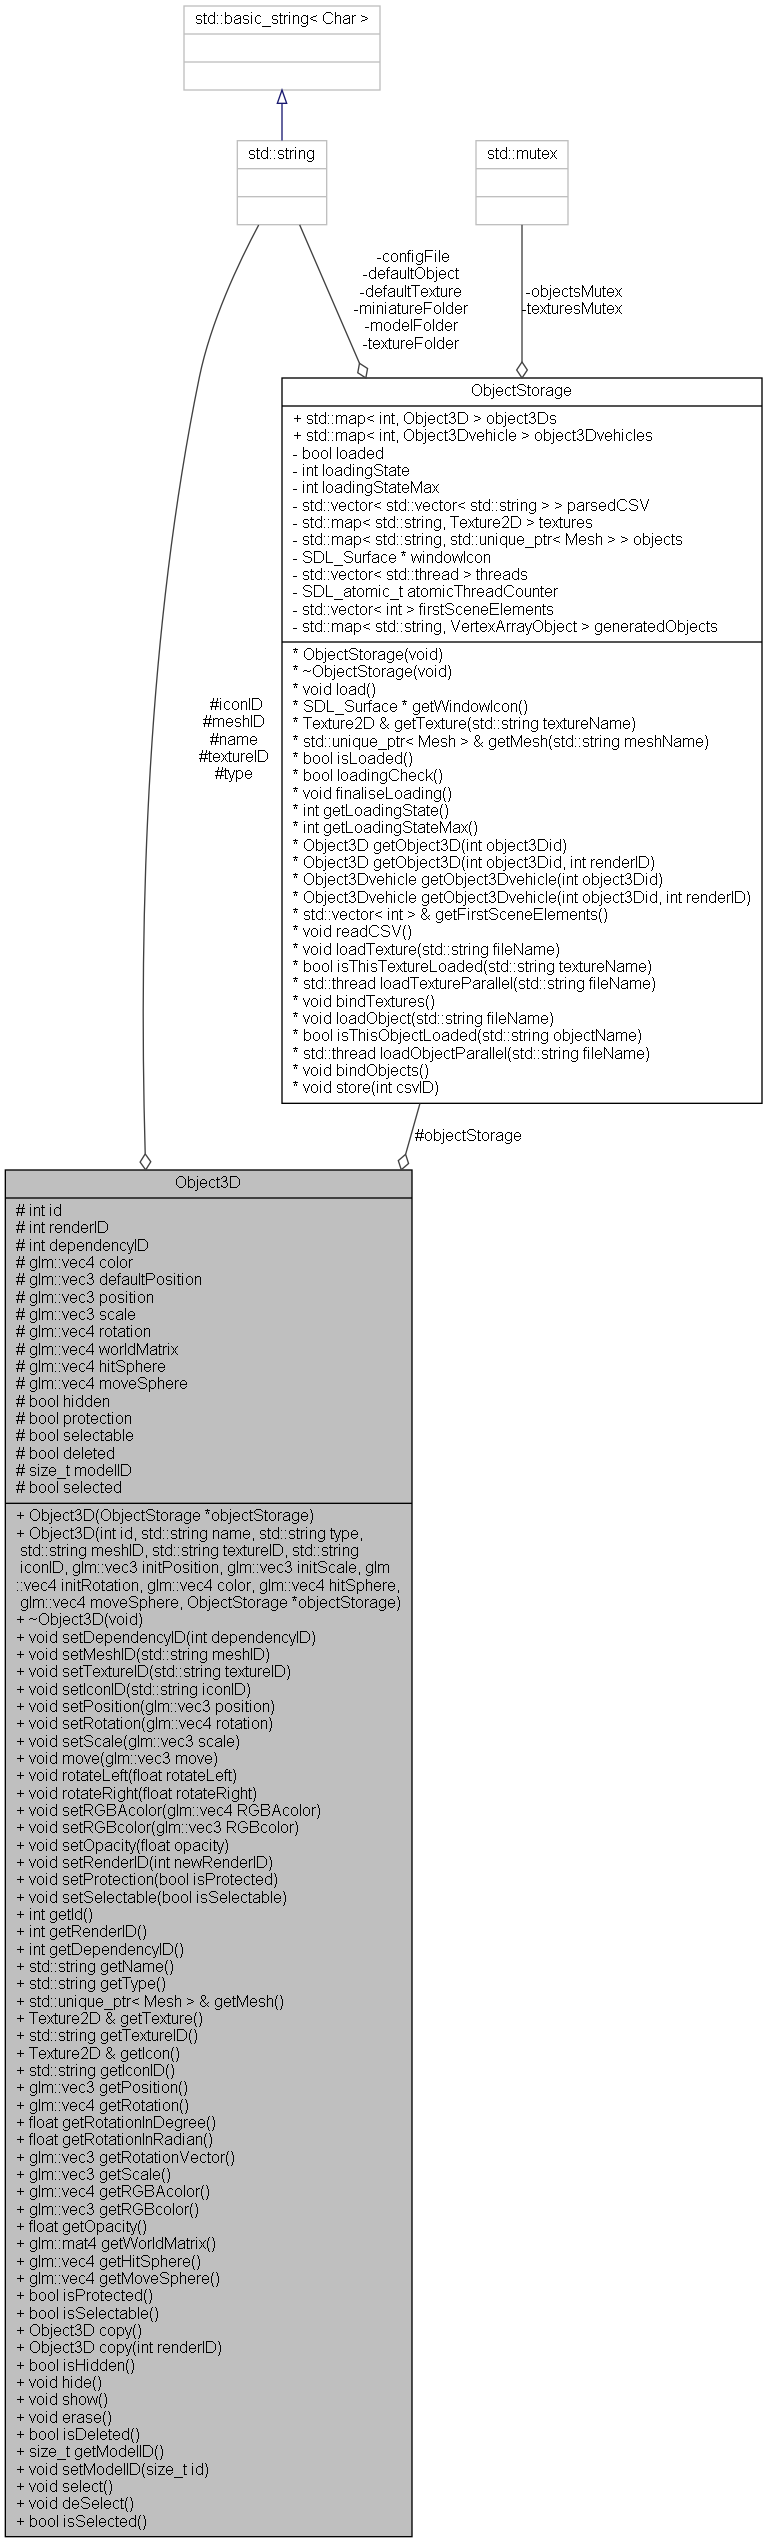 std::basic_string< Char >
std::string
std::mutex
-configFile
-defaultObject
-defaultTexture
-miniatureFolder
-modelFolder
-textureFolder
-objectsMutex
-texturesMutex
ObjectStorage
+ std::map< int, Object3D > object3Ds
+ std::map< int, Object3Dvehicle > object3Dvehicles
- bool loaded
- int loadingState
- int loadingStateMax
- std::vector< std::vector< std::string > > parsedCSV
- std::map< std::string, Texture2D > textures
- std::map< std::string, std::unique_ptr< Mesh > > objects
- SDL_Surface * windowIcon
- std::vector< std::thread > threads
- SDL_atomic_t atomicThreadCounter
- std::vector< int > firstSceneElements
- std::map< std::string, VertexArrayObject > generatedObjects
* ObjectStorage(void)
* ~ObjectStorage(void)
* void load()
* SDL_Surface * getWindowIcon()
* Texture2D & getTexture(std::string textureName)
* std::unique_ptr< Mesh > & getMesh(std::string meshName)
* bool isLoaded()
* bool loadingCheck()
* void finaliseLoading()
* int getLoadingState()
* int getLoadingStateMax()
* Object3D getObject3D(int object3Did)
* Object3D getObject3D(int object3Did, int renderID)
* Object3Dvehicle getObject3Dvehicle(int object3Did)
* Object3Dvehicle getObject3Dvehicle(int object3Did, int renderID)
* std::vector< int > & getFirstSceneElements()
* void readCSV()
* void loadTexture(std::string fileName)
* bool isThisTextureLoaded(std::string textureName)
* std::thread loadTextureParallel(std::string fileName)
* void bindTextures()
* void loadObject(std::string fileName)
* bool isThisObjectLoaded(std::string objectName)
* std::thread loadObjectParallel(std::string fileName)
* void bindObjects()
* void store(int csvID)
#iconID
#meshID
#name
#textureID
#type
#objectStorage
Object3D
# int id
# int renderID
# int dependencyID
# glm::vec4 color
# glm::vec3 defaultPosition
# glm::vec3 position
# glm::vec3 scale
# glm::vec4 rotation
# glm::vec4 worldMatrix
# glm::vec4 hitSphere
# glm::vec4 moveSphere
# bool hidden
# bool protection
# bool selectable
# bool deleted
# size_t modelID
# bool selected
+ Object3D(ObjectStorage *objectStorage)
+ Object3D(int id, std::string name, std::string type,
std::string meshID, std::string textureID, std::string
iconID, glm::vec3 initPosition, glm::vec3 initScale, glm
::vec4 initRotation, glm::vec4 color, glm::vec4 hitSphere,
glm::vec4 moveSphere, ObjectStorage *objectStorage)
+ ~Object3D(void)
+ void setDependencyID(int dependencyID)
+ void setMeshID(std::string meshID)
+ void setTextureID(std::string textureID)
+ void setIconID(std::string iconID)
+ void setPosition(glm::vec3 position)
+ void setRotation(glm::vec4 rotation)
+ void setScale(glm::vec3 scale)
+ void move(glm::vec3 move)
+ void rotateLeft(float rotateLeft)
+ void rotateRight(float rotateRight)
+ void setRGBAcolor(glm::vec4 RGBAcolor)
+ void setRGBcolor(glm::vec3 RGBcolor)
+ void setOpacity(float opacity)
+ void setRenderID(int newRenderID)
+ void setProtection(bool isProtected)
+ void setSelectable(bool isSelectable)
+ int getId()
+ int getRenderID()
+ int getDependencyID()
+ std::string getName()
+ std::string getType()
+ std::unique_ptr< Mesh > & getMesh()
+ Texture2D & getTexture()
+ std::string getTextureID()
+ Texture2D & getIcon()
+ std::string getIconID()
+ glm::vec3 getPosition()
+ glm::vec4 getRotation()
+ float getRotationInDegree()
+ float getRotationInRadian()
+ glm::vec3 getRotationVector()
+ glm::vec3 getScale()
+ glm::vec4 getRGBAcolor()
+ glm::vec3 getRGBcolor()
+ float getOpacity()
+ glm::mat4 getWorldMatrix()
+ glm::vec4 getHitSphere()
+ glm::vec4 getMoveSphere()
+ bool isProtected()
+ bool isSelectable()
+ Object3D copy()
+ Object3D copy(int renderID)
+ bool isHidden()
+ void hide()
+ void show()
+ void erase()
+ bool isDeleted()
+ size_t getModelID()
+ void setModelID(size_t id)
+ void select()
+ void deSelect()
+ bool isSelected()